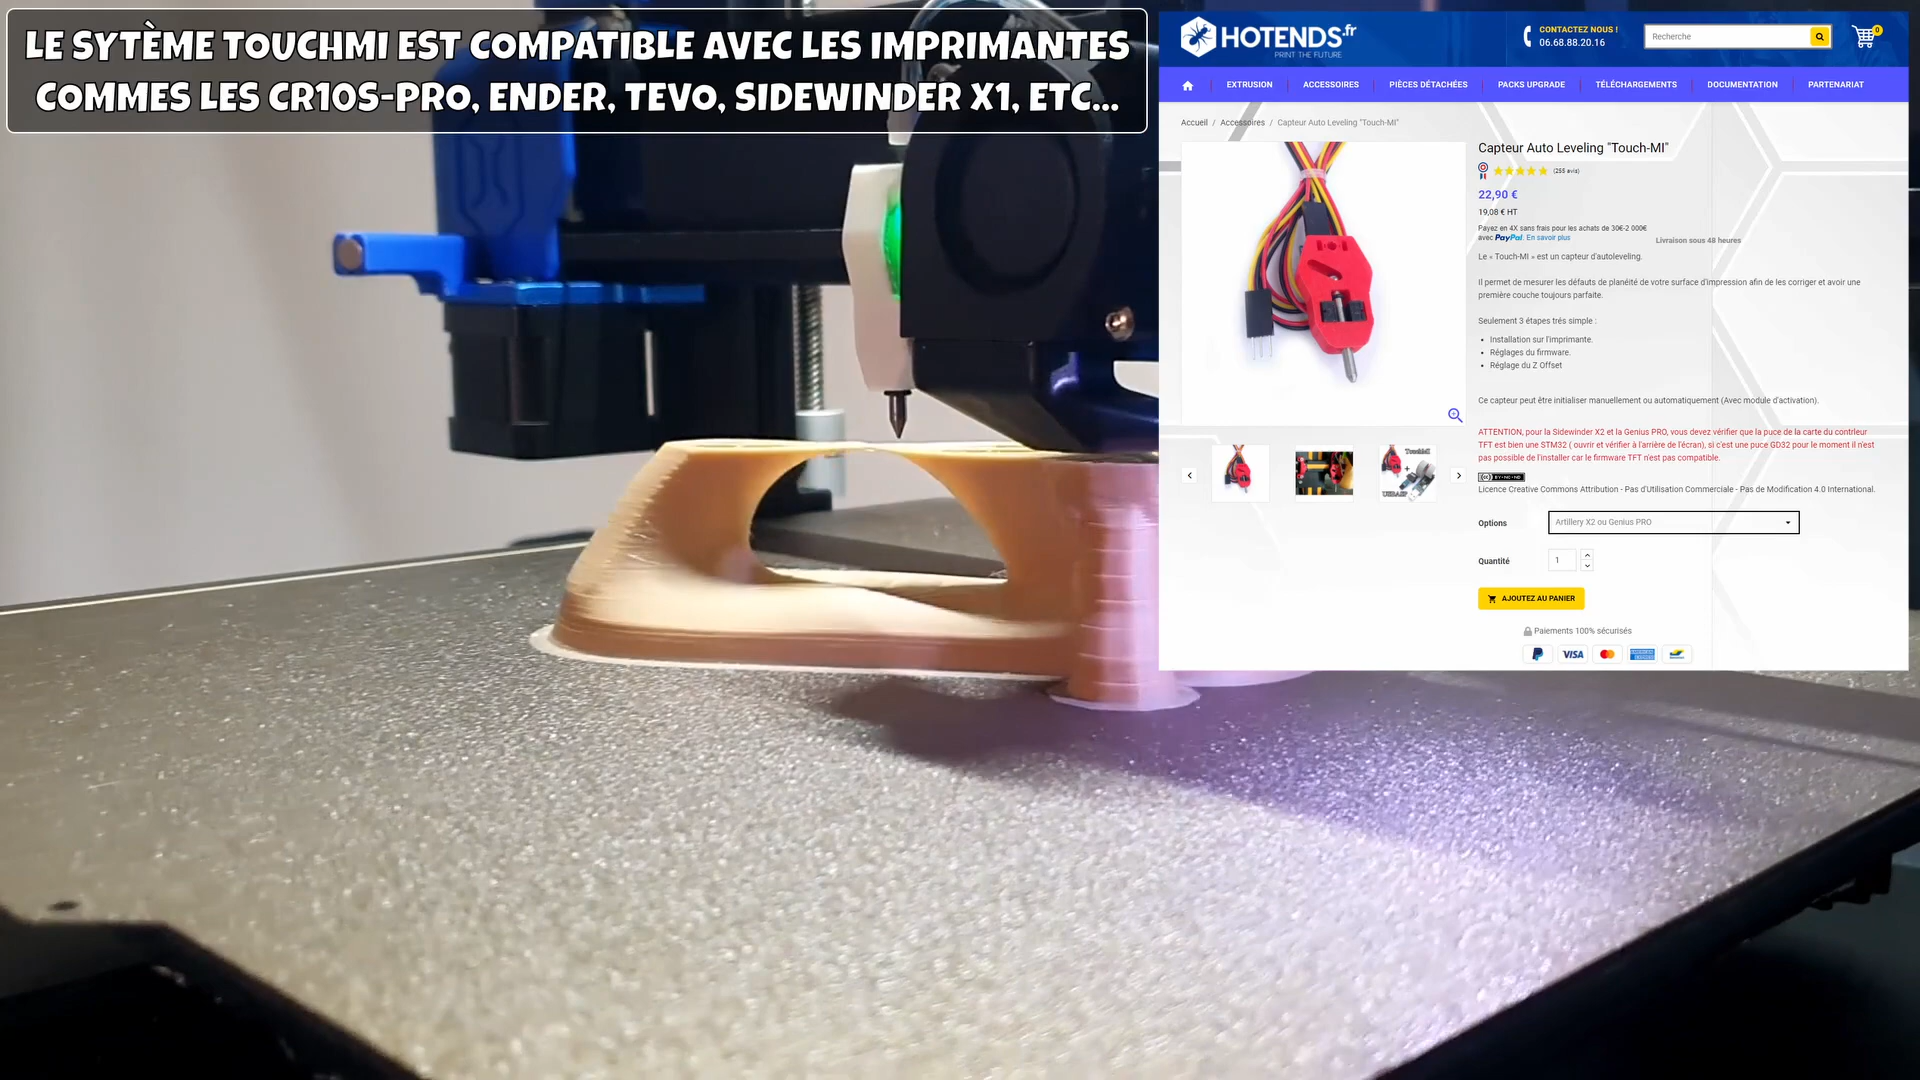 LE SYTÈME TOUCHMI EST COMPATIBLE AVEC LES IMPRIMANTES
COMMES LES CR10S-PRO, ENDER, TEVO, SIDEWINDER X1, ETC...
HOTENDS.fr
PRINT THE FUTURE
CONTACTEZ NOUS !
06.68.88.20.16
Recherche
0
EXTRUSION
ACCESSOIRES
PIÈCES DÉTACHÉES
PACKS UPGRADE
TÉLÉCHARGEMENTS
DOCUMENTATION
PARTENARIAT
Accueil / Accessoires / Capteur Auto Leveling "Touch-MI"
Capteur Auto Leveling "Touch-MI"
(255 avis)
22,90 €
19,08 € HT
Payez en 4X sans frais pour les achats de 30€-2 000€
avec PayPal. En savoir plus
Livraison sous 48 heures
Le « Touch-MI » est un capteur d'autoleveling.
Il permet de mesurer les défauts de planéité de votre surface d'impression afin de les corriger et avoir une
première couche toujours parfaite.
Seulement 3 étapes trés simple :
• Installation sur l'imprimante.
• Réglages du firmware.
• Réglage du Z Offset
Ce capteur peut être initialiser manuellement ou automatiquement (Avec module d'activation).
ATTENTION, pour la Sidewinder X2 et la Genius PRO, vous devez vérifier que la puce de la carte du contrleur
TFT est bien une STM32 ( ouvrir et vérifier à l'arrière de l'écran), si c'est une puce GD32 pour le moment il n'est
pas possible de l'installer car le firmware TFT n'est pas compatible.
BY-NC-ND
Licence Creative Commons Attribution - Pas d'Utilisation Commerciale - Pas de Modification 4.0 International.
TouchMI
+
USBASP
Options
Artillery X2 ou Genius PRO
Quantité
1
AJOUTEZ AU PANIER
Paiements 100% sécurisés
VISA